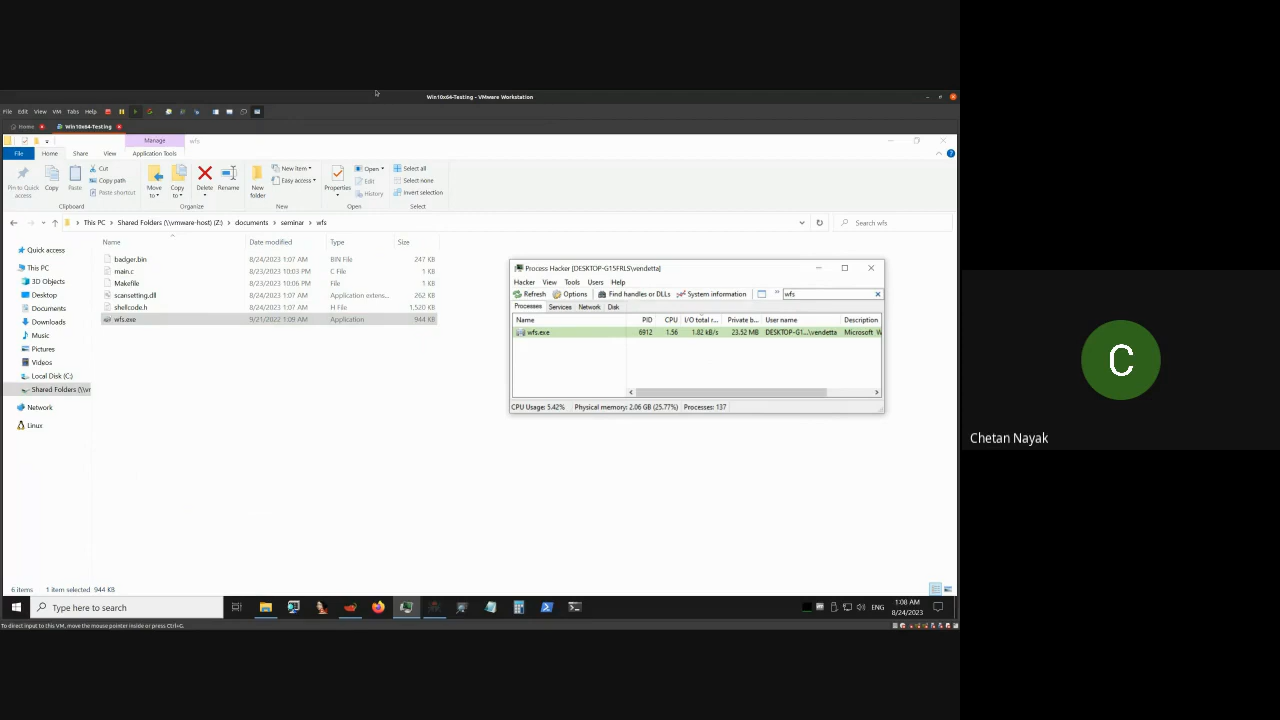 Win10x64-Testing - VMware Workstation
File Edit View VM Tabs Help
Home Win10x64-Testing
Manage wfs
File Home Share View Application Tools
Pin to Quick access
Copy
Paste
Cut
Copy path
Paste shortcut
Clipboard
Move to
Copy to
Delete
Rename
Organize
New folder
New item
Easy access
New
Properties
Open
Edit
History
Open
Select all
Select none
Invert selection
Select
This PC Shared Folders (\\vmware-host) (Z:) documents seminar wfs
Search wfs
Quick access
This PC
3D Objects
Desktop
Documents
Downloads
Music
Pictures
Videos
Local Disk (C:)
Shared Folders (\\vr
Network
Linux
Name Date modified Type Size
badger.bin 8/24/2023 1:07 AM BIN File 247 KB
main.c 8/23/2023 10:03 PM C File 1 KB
Makefile 8/23/2023 10:03 PM File 1 KB
scansetting.dll 8/24/2023 1:07 AM Application extens... 262 KB
shellcode.h 8/24/2023 1:07 AM H File 1,520 KB
wfs.exe 9/21/2022 1:09 AM Application 944 KB
Process Hacker [DESKTOP-G15FRLS\vendetta]
Hacker View Tools Users Help
Refresh Options Find handles or DLLs System information » wfs
Processes Services Network Disk
Name PID CPU I/O total r... Private b... User name Description
wfs.exe 6912 1.56 1.82 kB/s 23.52 MB DESKTOP-G1...\vendetta Microsoft W
CPU Usage: 5.42% Physical memory: 2.06 GB (25.77%) Processes: 137
C
Chetan Nayak
6 items 1 item selected 944 KB
Type here to search
ENG
1:08 AM
8/24/2023
To direct input to this VM, move the mouse pointer inside or press Ctrl+G.